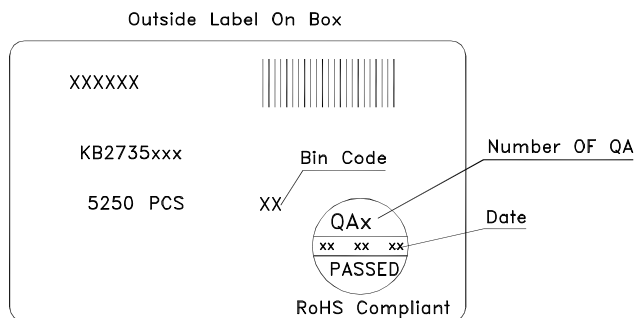 Outside Label On Box
XXXXXX
KB2735xxx
Bin Code
Number OF QA
5250 PCS
XX
QAx
Date
xx xx xx
PASSED
RoHS Compliant